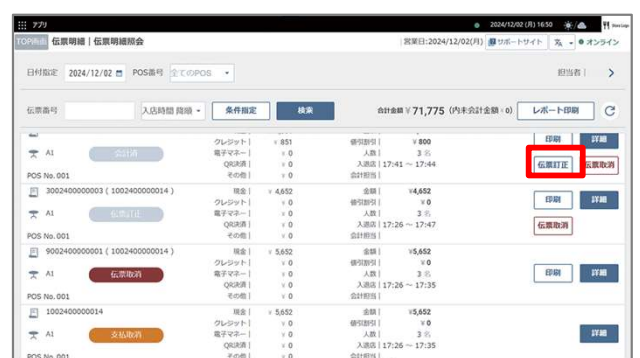 アプリ 2024/12/02 (月) 16:50
TOP画面 伝票明細 | 伝票明細照会 営業日:2024/12/02(月) サポートサイト オンライン
日付指定 2024/12/02 POS番号 全てのPOS 担当者 |
伝票番号 入店時間 降順 条件指定 検索 合計金額 ¥ 71,775 (内未会計金額 ¥ 0) レポート印刷
クレジット | ¥ 851 値引割引 | ¥ 800 印刷 詳細
A1 会計済 電子マネー | ¥ 0 人数 | 3 名
QR決済 | ¥ 0 入退店 | 17:41 ~ 17:44 伝票訂正 伝票取消
POS No. 001 その他 | ¥ 0 会計担当 |
3002400000003 ( 1002400000014 ) 現金 | ¥ 4,652 金額 | ¥4,652
クレジット | ¥ 0 値引割引 | ¥ 0 印刷 詳細
A1 伝票訂正 電子マネー | ¥ 0 人数 | 3 名
QR決済 | ¥ 0 入退店 | 17:26 ~ 17:47 伝票取消
POS No. 001 その他 | ¥ 0 会計担当 |
9002400000001 ( 1002400000014 ) 現金 | ¥ 5,652 金額 | ¥5,652
クレジット | ¥ 0 値引割引 | ¥ 0
A1 伝票取消 電子マネー | ¥ 0 人数 | 3 名 印刷 詳細
QR決済 | ¥ 0 入退店 | 17:26 ~ 17:35
POS No. 001 その他 | ¥ 0 会計担当 |
1002400000014 現金 | ¥ 5,652 金額 | ¥5,652
クレジット | ¥ 0 値引割引 | ¥ 0
A1 支払取消 電子マネー | ¥ 0 人数 | 3 名 詳細
QR決済 | ¥ 0 入退店 | 17:26 ~ 17:35
POS No. 001 その他 | ¥ 0 会計担当 |